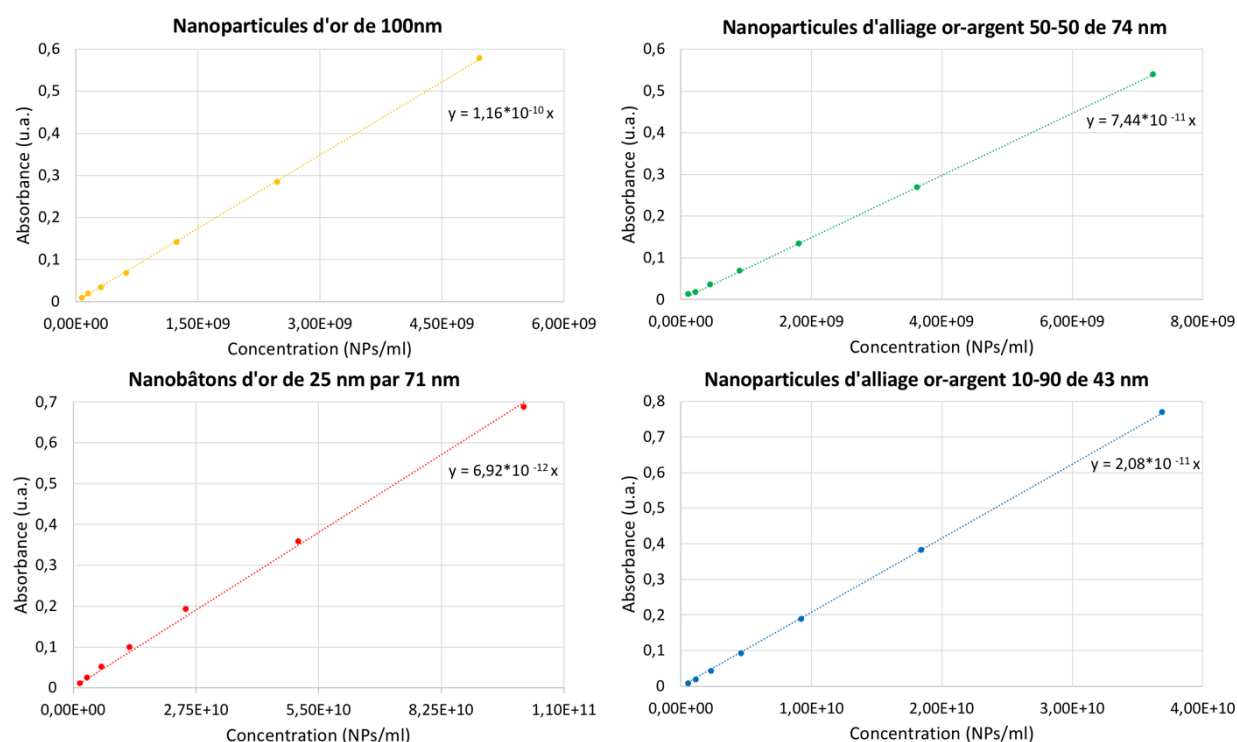 Nanoparticules d'or de 100nm
0,6
0,5
0,4
0,3
0,2
0,1
0
Absorbance (u.a.)
y = 1,16*10⁻¹⁰ x
0,00E+00 1,50E+09 3,00E+09 4,50E+09 6,00E+09
Concentration (NPs/ml)
Nanoparticules d'alliage or-argent 50-50 de 74 nm
0,6
0,5
0,4
0,3
0,2
0,1
0
Absorbance (u.a.)
y = 7,44*10 ⁻¹¹ x
0,00E+00 2,00E+09 4,00E+09 6,00E+09 8,00E+09
Concentration (NPs/ml)
Nanobâtons d'or de 25 nm par 71 nm
0,7
0,6
0,5
0,4
0,3
0,2
0,1
0
Absorbance (u.a.)
y = 6,92*10 ⁻¹² x
0,00E+00 2,75E+10 5,50E+10 8,25E+10 1,10E+11
Concentration (NPs/ml)
Nanoparticules d'alliage or-argent 10-90 de 43 nm
0,8
0,7
0,6
0,5
0,4
0,3
0,2
0,1
0
Absorbance (u.a.)
y = 2,08*10 ⁻¹¹ x
0,00E+00 1,00E+10 2,00E+10 3,00E+10 4,00E+10
Concentration (NPs/ml)